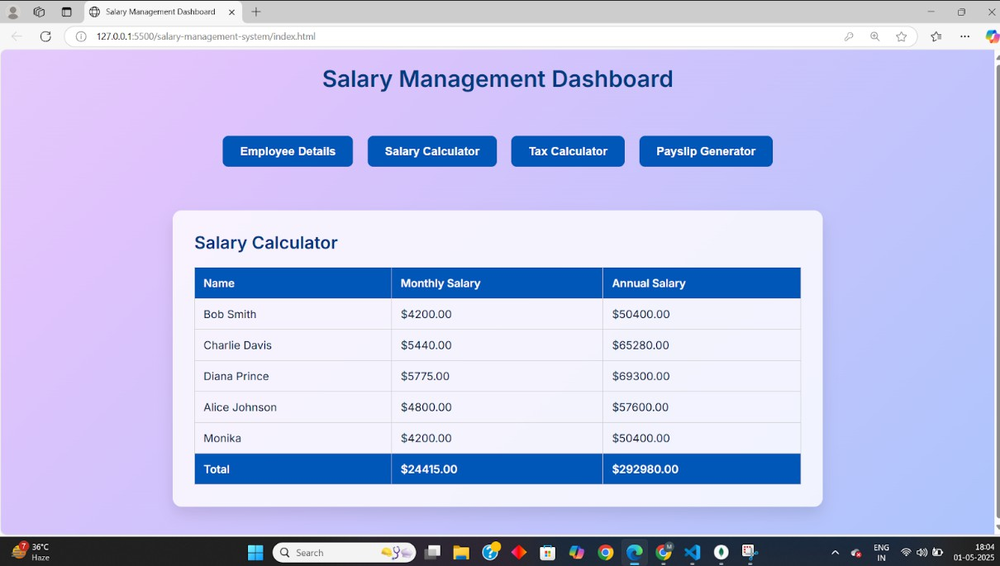 Salary Management Dashboard
127.0.0.1:5500/salary-management-system/index.html
Salary Management Dashboard
Employee Details Salary Calculator Tax Calculator Payslip Generator
Salary Calculator
Name Monthly Salary Annual Salary
Bob Smith $4200.00 $50400.00
Charlie Davis $5440.00 $65280.00
Diana Prince $5775.00 $69300.00
Alice Johnson $4800.00 $57600.00
Monika $4200.00 $50400.00
Total $24415.00 $292980.00
7 36°C
Haze
Search
M
ENG
IN
18:04
01-05-2025